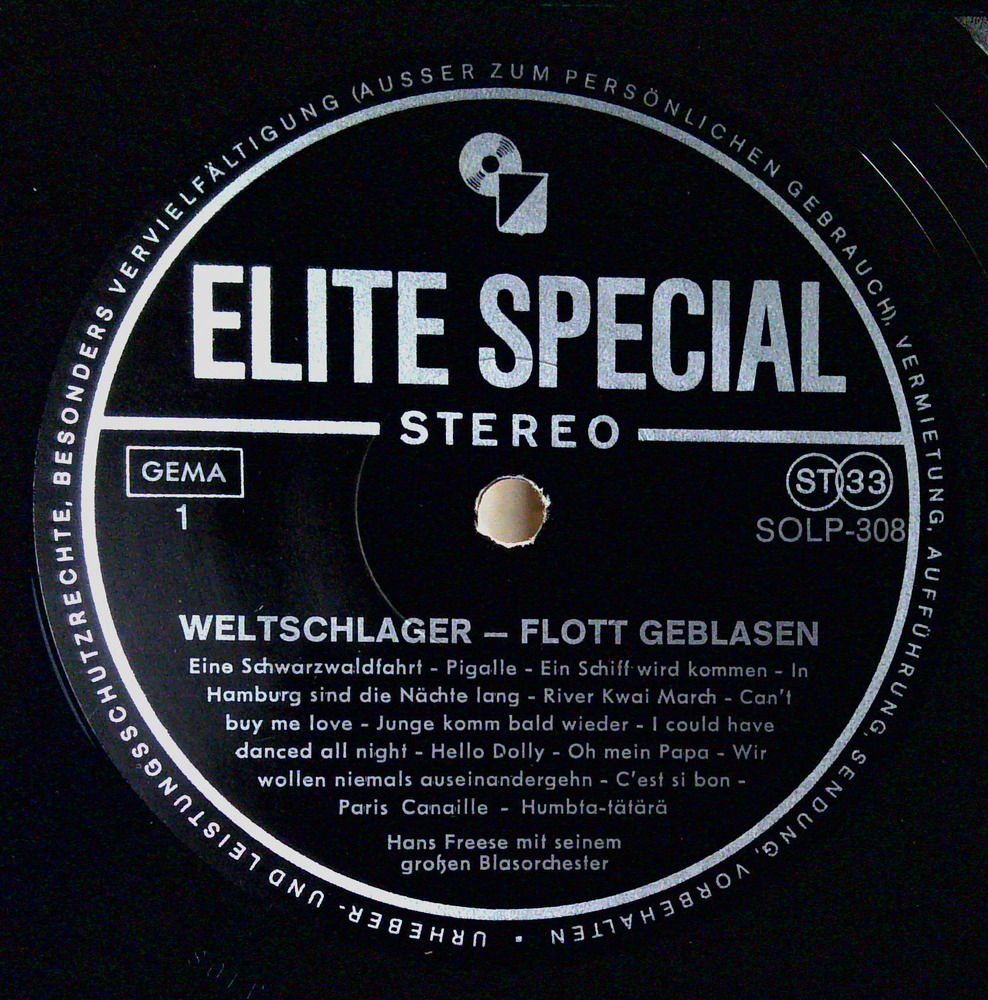 URHEBER- UND LEISTUNGSSCHUTZRECHTE, BESONDERS VERVIELFÄLTIGUNG (AUSSER ZUM PERSÖNLICHEN GEBRAUCH), VERMIETUNG, AUFFÜHRUNG, SENDUNG, VORBEHALTEN •
ELITE SPECIAL
STEREO
GEMA
1
ST 33
SOLP-308
WELTSCHLAGER – FLOTT GEBLASEN
Eine Schwarzwaldfahrt - Pigalle - Ein Schiff wird kommen - In
Hamburg sind die Nächte lang - River Kwai March - Can't
buy me love - Junge komm bald wieder - I could have
danced all night - Hello Dolly - Oh mein Papa - Wir
wollen niemals auseinandergehn - C'est si bon -
Paris Canaille - Humbta-tätärä
Hans Freese mit seinem
großen Blasorchester